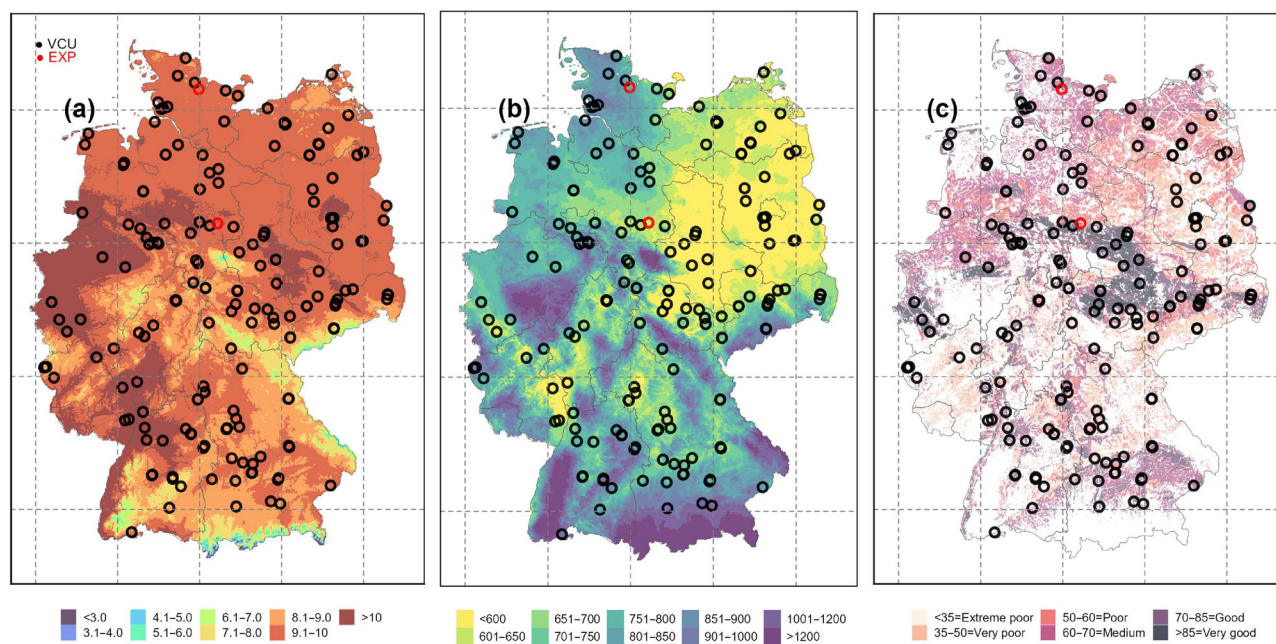 VCU
EXP
(a)
(b)
(c)
<3.0 4.1–5.0 6.1–7.0 8.1–9.0 >10
3.1–4.0 5.1–6.0 7.1–8.0 9.1–10
<600 651–700 751–800 851–900 1001–1200
601–650 701–750 801–850 901–1000 >1200
<35=Extreme poor 50–60=Poor 70-85=Good
35–50=Very poor 60–70=Medium >85=Very good